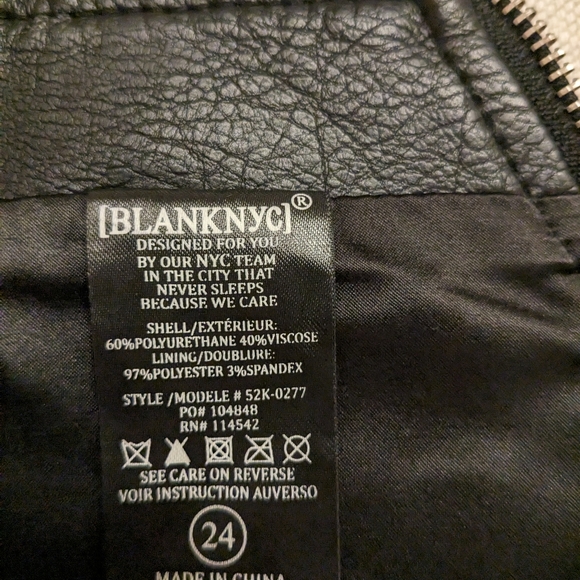 [BLANKNYC]®
DESIGNED FOR YOU
BY OUR NYC TEAM
IN THE CITY THAT
NEVER SLEEPS
BECAUSE WE CARE
SHELL/EXTÉRIEUR:
60%POLYURETHANE 40%VISCOSE
LINING/DOUBLURE:
97%POLYESTER 3%SPANDEX
STYLE /MODELE # 52K-0277
PO# 104848
RN# 114542
SEE CARE ON REVERSE
VOIR INSTRUCTION AUVERSO
24
MADE IN CHINA